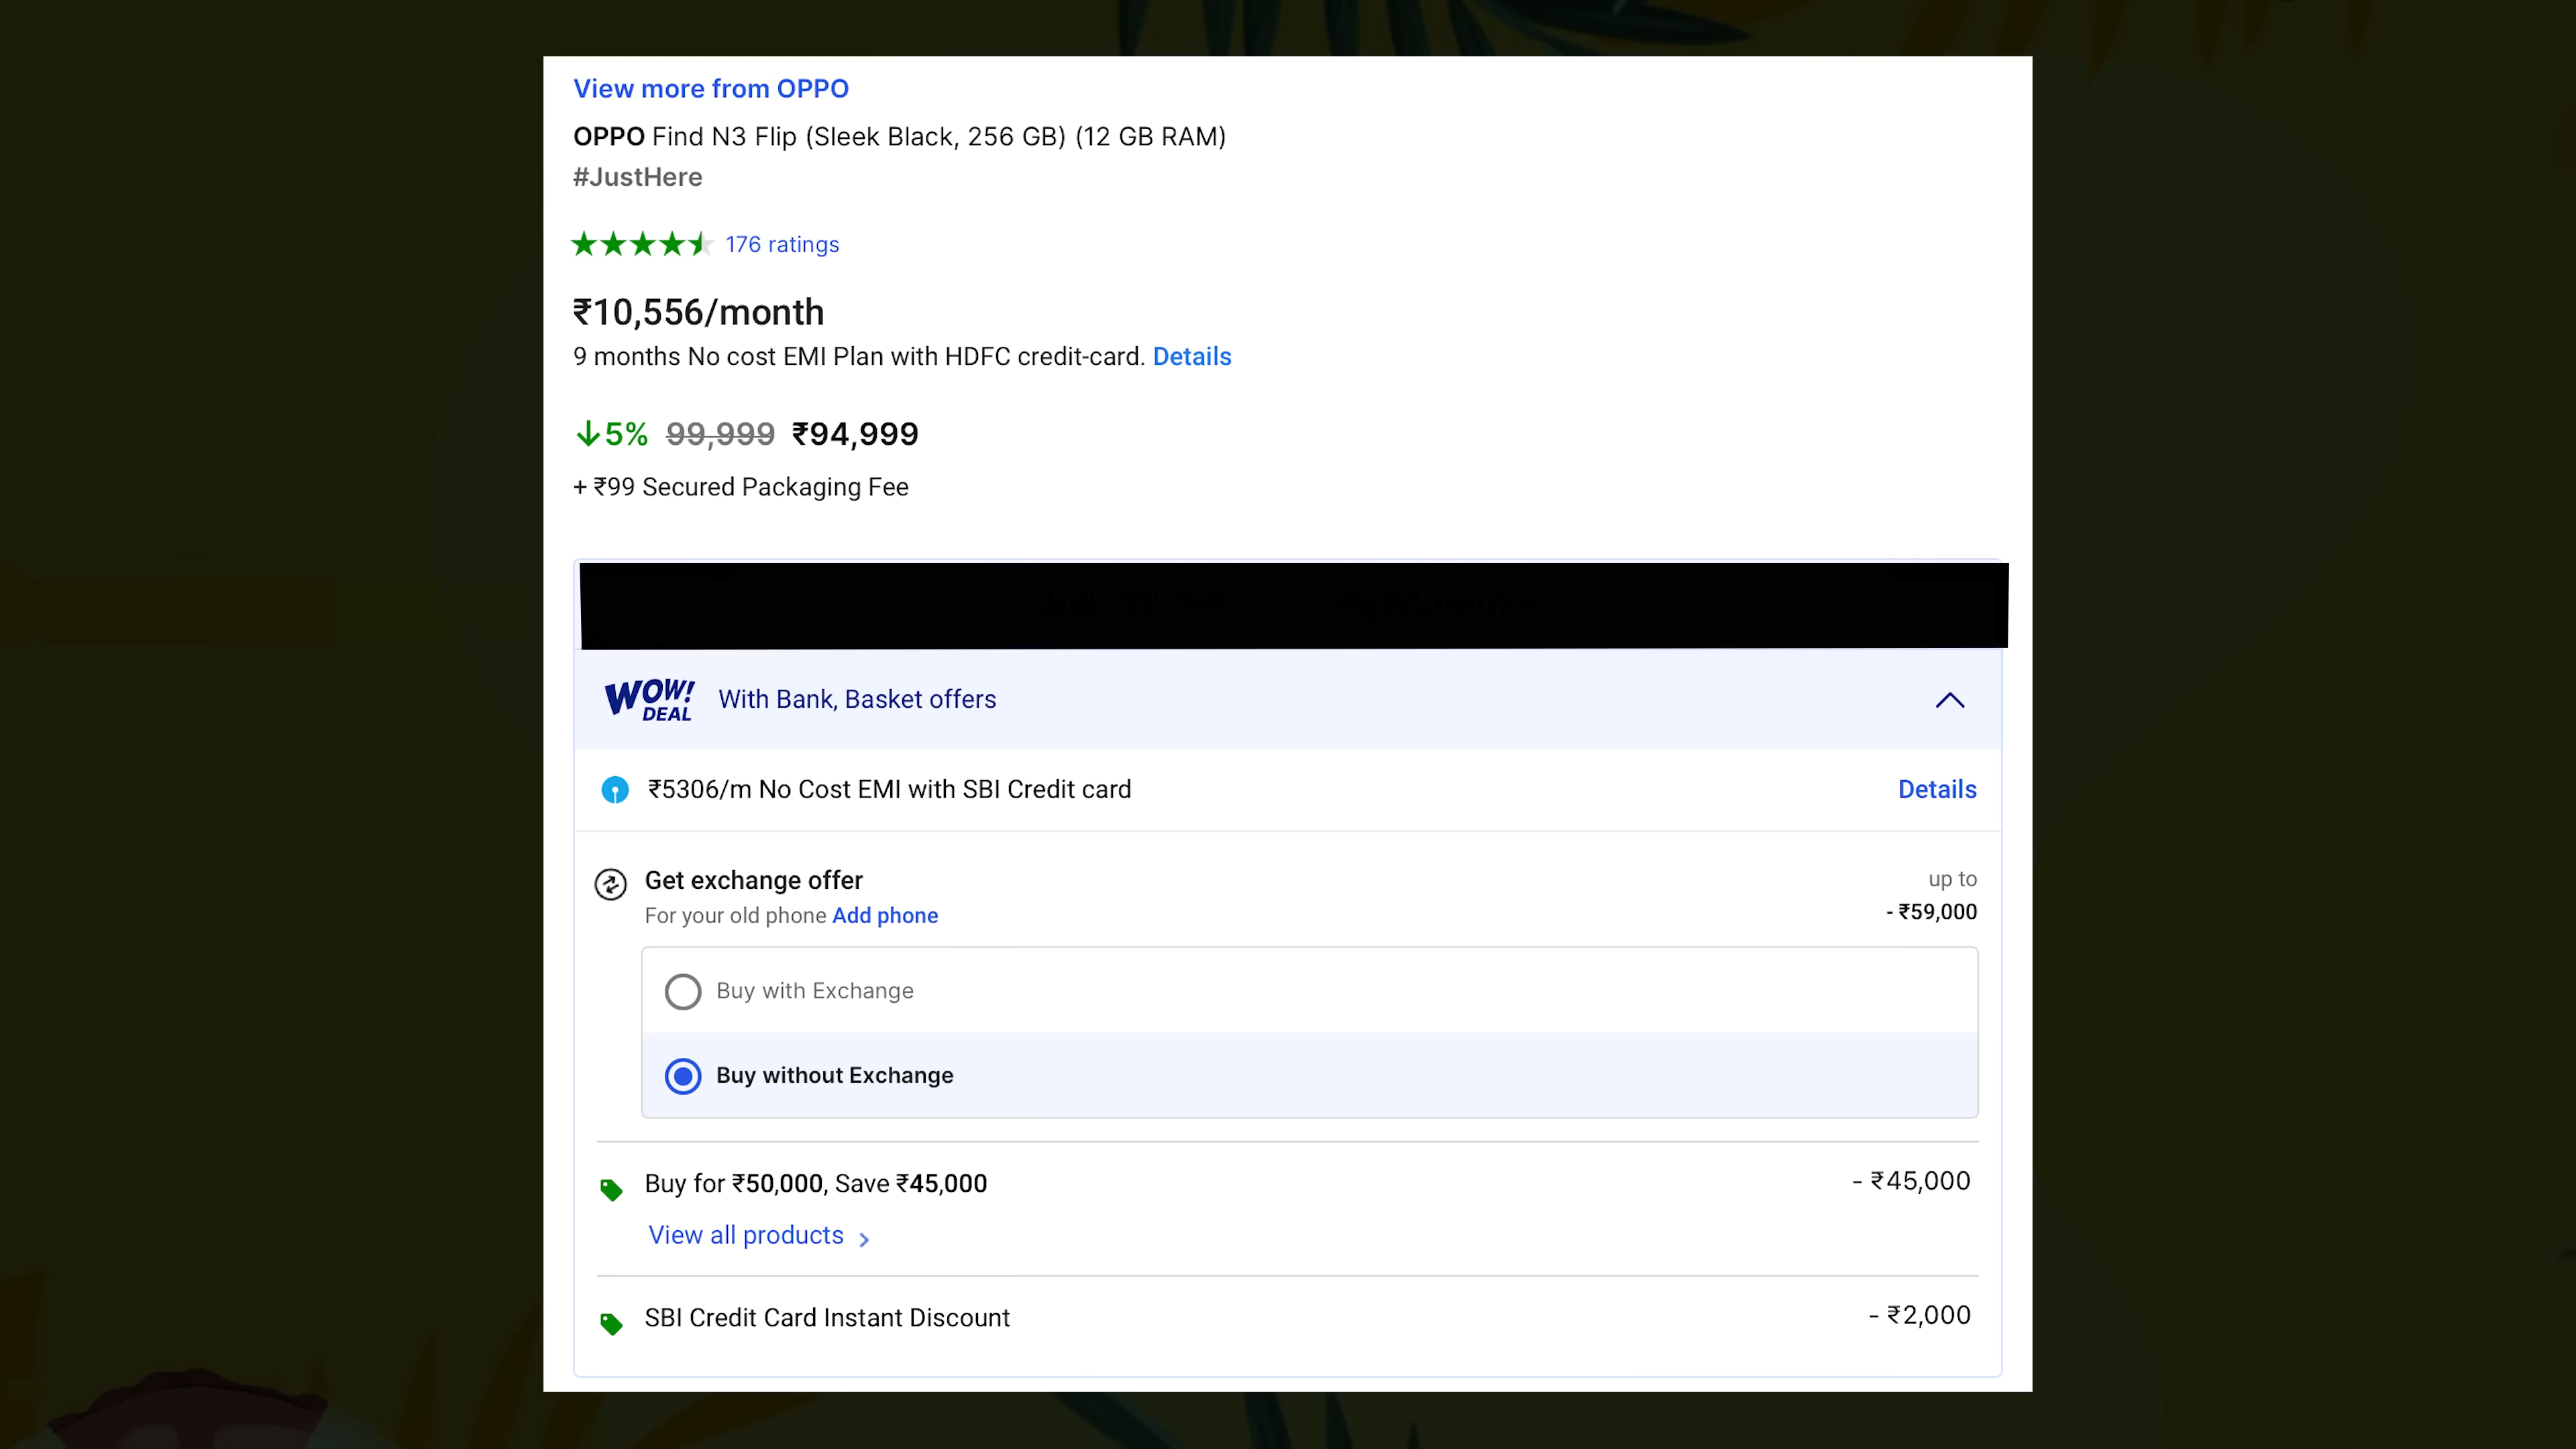 View more from OPPO
OPPO Find N3 Flip (Sleek Black, 256 GB) (12 GB RAM)
#JustHere
176 ratings
₹10,556/month
9 months No cost EMI Plan with HDFC credit-card. Details
↓5% 99,999 ₹94,999
+ ₹99 Secured Packaging Fee
WOW! DEAL With Bank, Basket offers
₹5306/m No Cost EMI with SBI Credit card Details
Get exchange offer up to
For your old phone Add phone - ₹59,000
Buy with Exchange
Buy without Exchange
Buy for ₹50,000, Save ₹45,000 - ₹45,000
View all products >
SBI Credit Card Instant Discount - ₹2,000